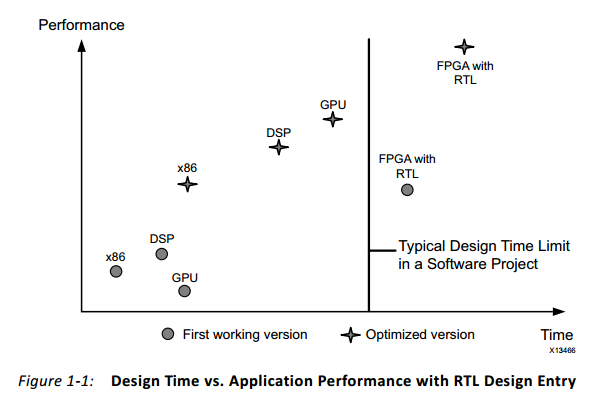 Performance
FPGA with
RTL
GPU
DSP
FPGA with
RTL
x86
DSP
x86
GPU
Typical Design Time Limit
in a Software Project
First working version
Optimized version
Time
X13466
Figure 1-1: Design Time vs. Application Performance with RTL Design Entry